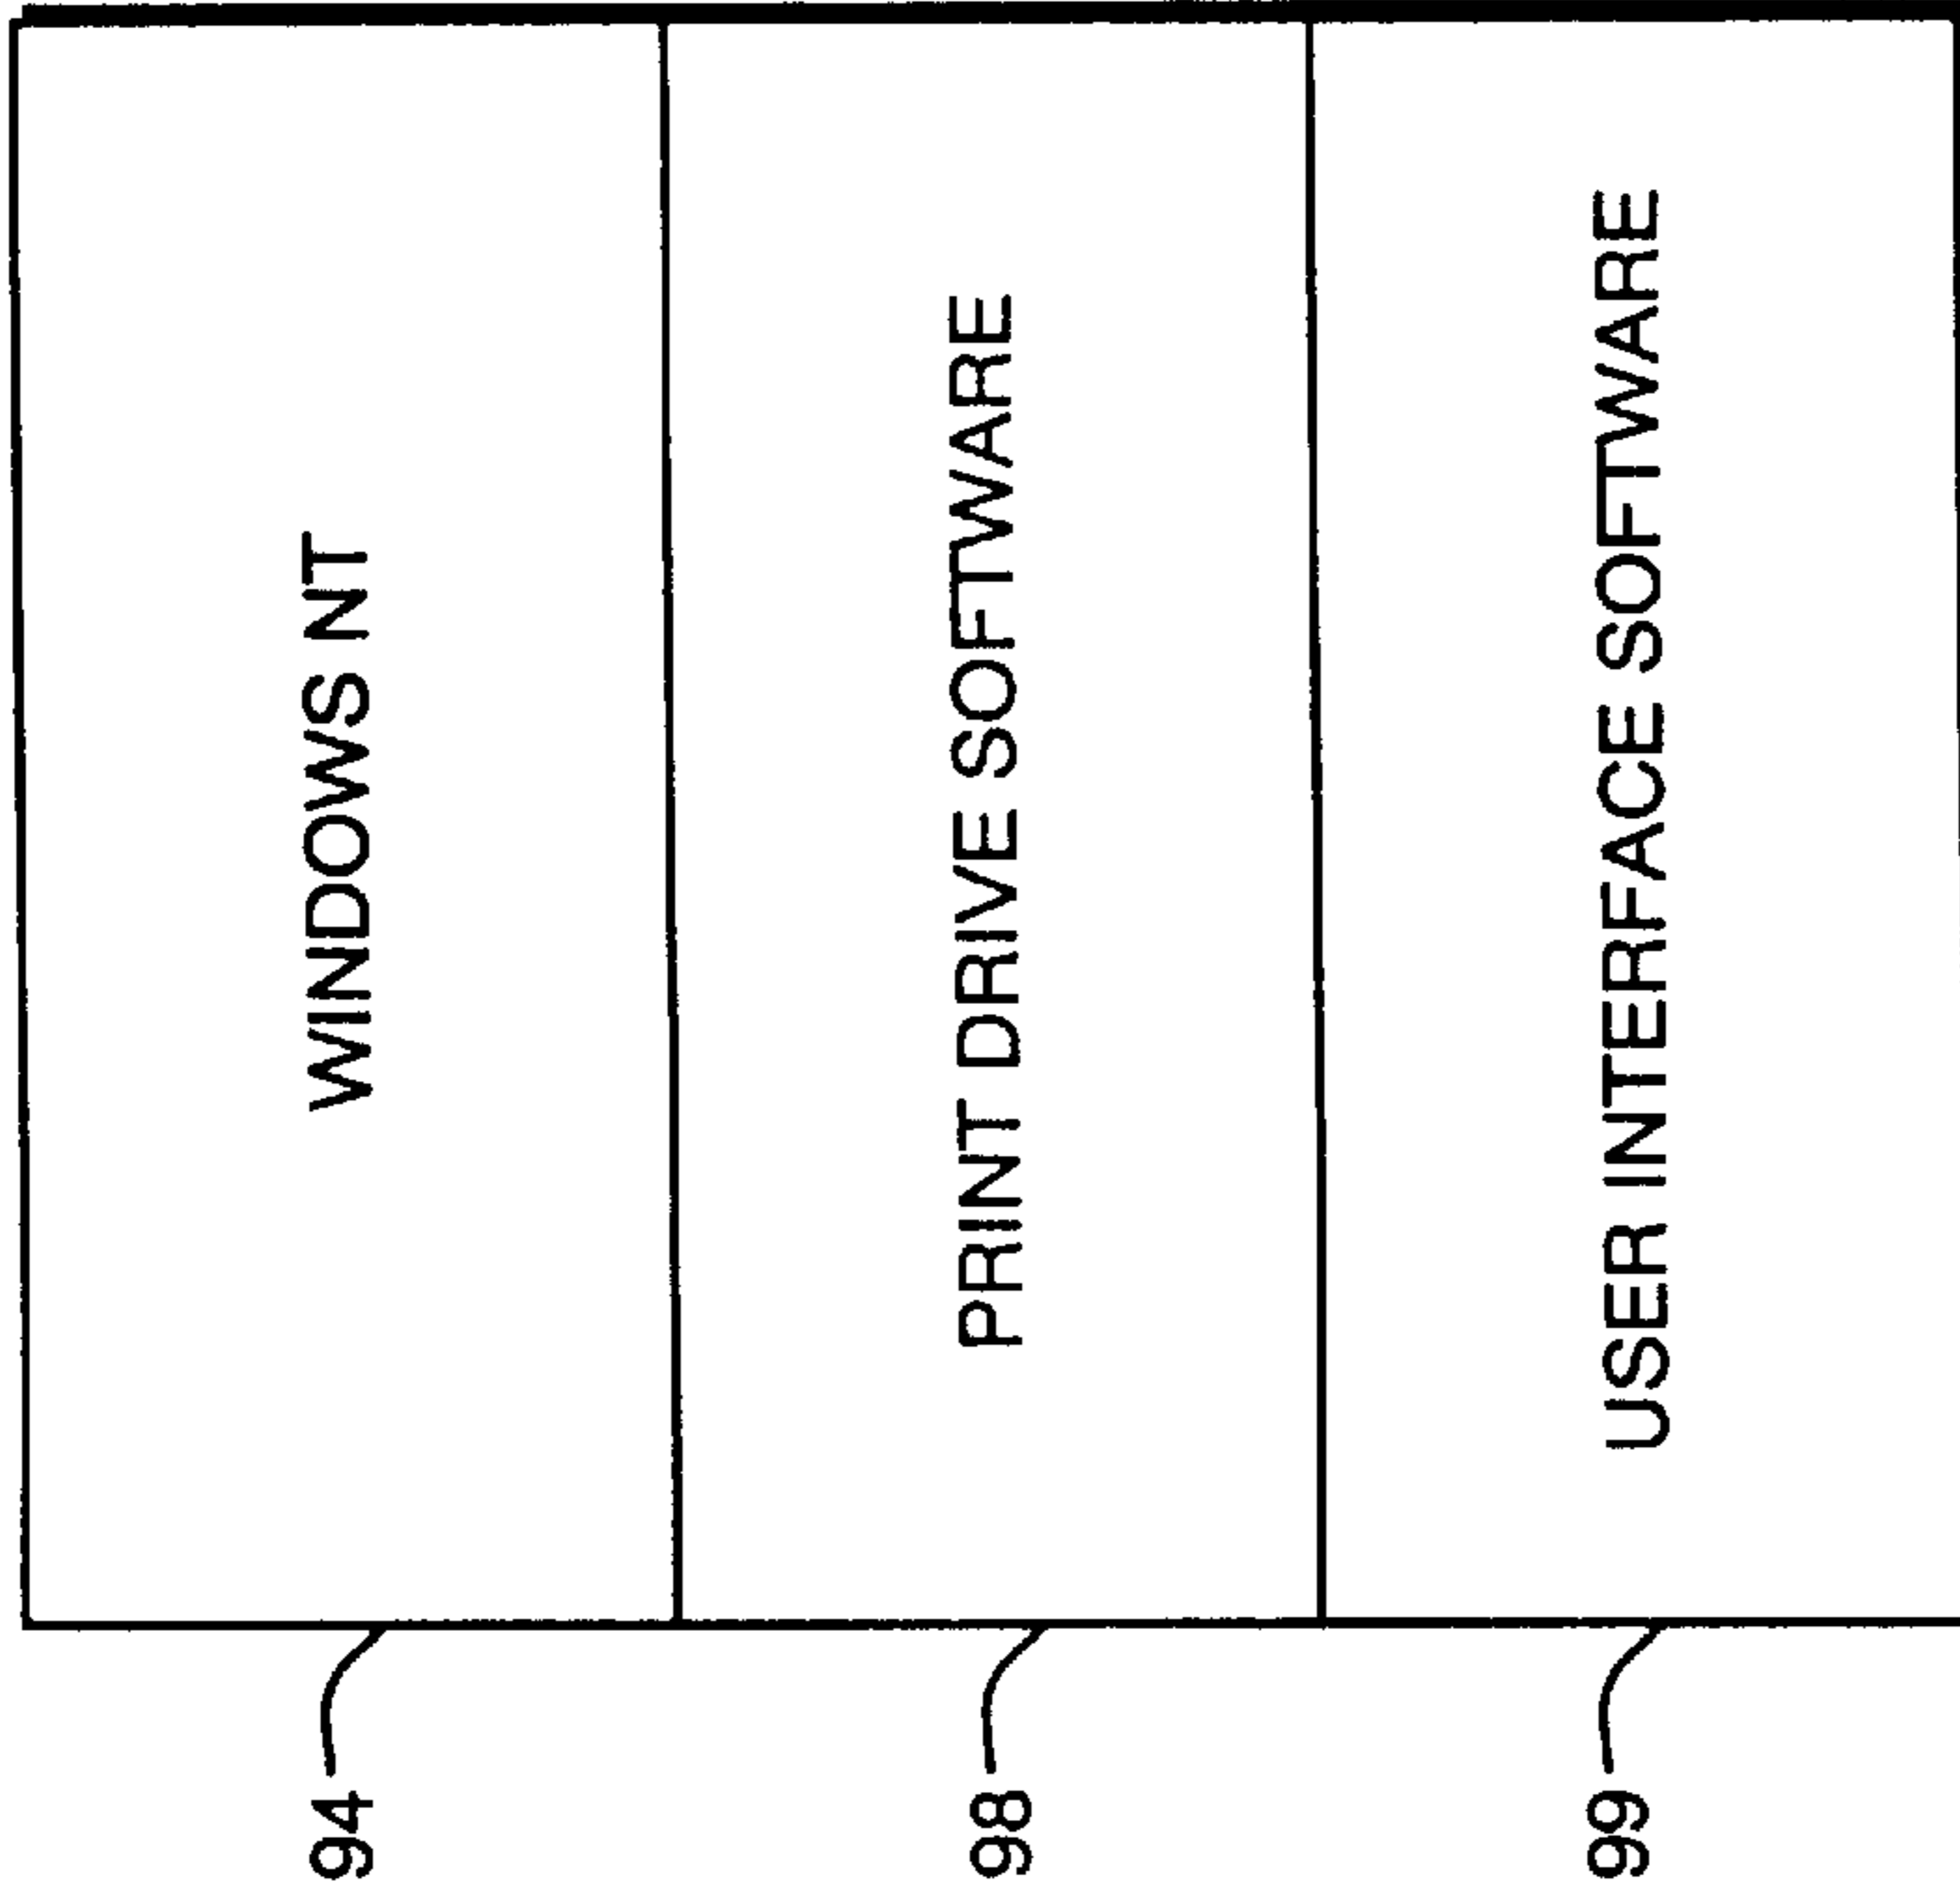 94 WINDOWS NT
98 PRINT DRIVE SOFTWARE
99 USER INTERFACE SOFTWARE